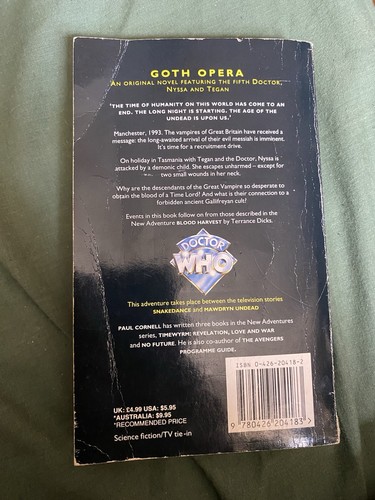 GOTH OPERA
AN ORIGINAL NOVEL FEATURING THE FIFTH DOCTOR,
NYSSA AND TEGAN
'THE TIME OF HUMANITY ON THIS WORLD HAS COME TO AN
END. THE LONG NIGHT IS STARTING. THE AGE OF THE
UNDEAD IS UPON US.'
Manchester, 1993. The vampires of Great Britain have received a
message: the long-awaited arrival of their evil messiah is imminent.
It's time for a recruitment drive.
On holiday in Tasmania with Tegan and the Doctor, Nyssa is
attacked by a demonic child. She escapes unharmed – except for
two small wounds in her neck.
Why are the descendants of the Great Vampire so desperate to
obtain the blood of a Time Lord? And what is their connection to a
forbidden ancient Gallifreyan cult?
Events in this book follow on from those described in the
New Adventure BLOOD HARVEST by Terrance Dicks.
DOCTOR
WHO
This adventure takes place between the television stories
SNAKEDANCE and MAWDRYN UNDEAD
PAUL CORNELL has written three books in the New Adventures
series, TIMEWYRM: REVELATION, LOVE AND WAR
and NO FUTURE. He is also co-author of THE AVENGERS
PROGRAMME GUIDE.
ISBN 0-426-20418-2
9 780426 204183 >
UK: £4.99 USA: $5.95
*AUSTRALIA: $9.95
*RECOMMENDED PRICE
Science fiction/TV tie-in